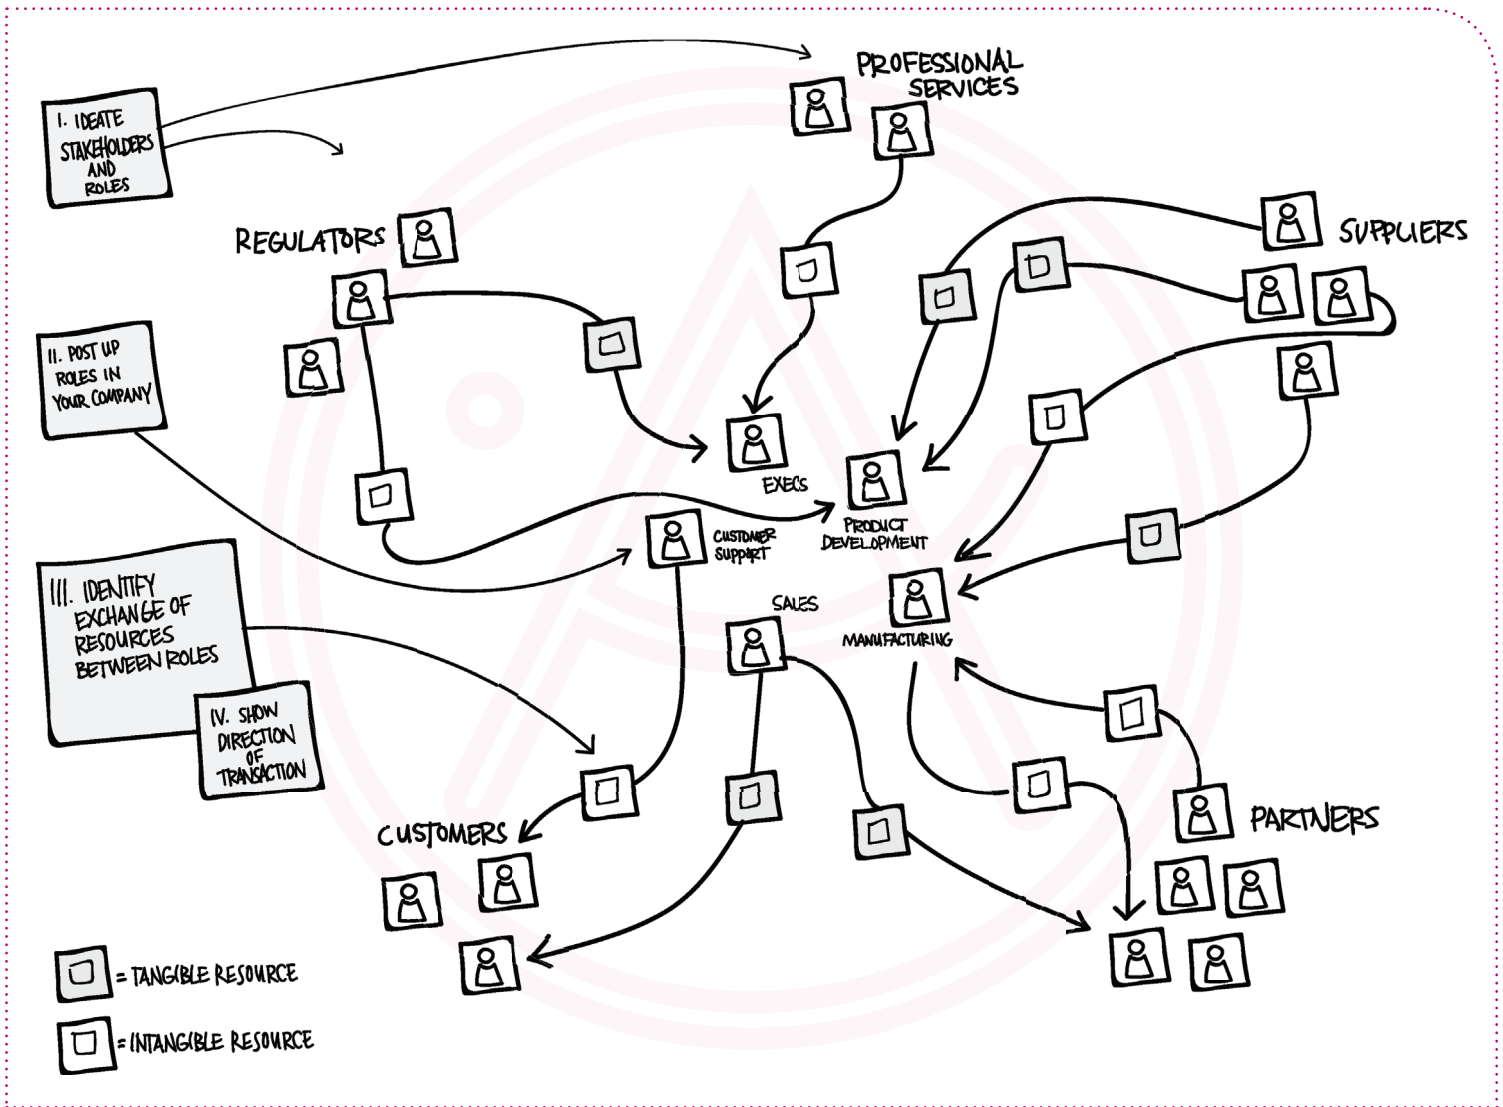 I. IDEATE
STAKEHOLDERS
AND
ROLES
PROFESSIONAL
SERVICES
REGULATORS
SUPPLIERS
II. POST UP
ROLES IN
YOUR COMPANY
EXECS
PRODUCT
DEVELOPMENT
CUSTOMER
SUPPORT
III. IDENTIFY
EXCHANGE OF
RESOURCES
BETWEEN ROLES
SALES
MANUFACTURING
IV. SHOW
DIRECTION
OF
TRANSACTION
CUSTOMERS
PARTNERS
= TANGIBLE RESOURCE
= INTANGIBLE RESOURCE